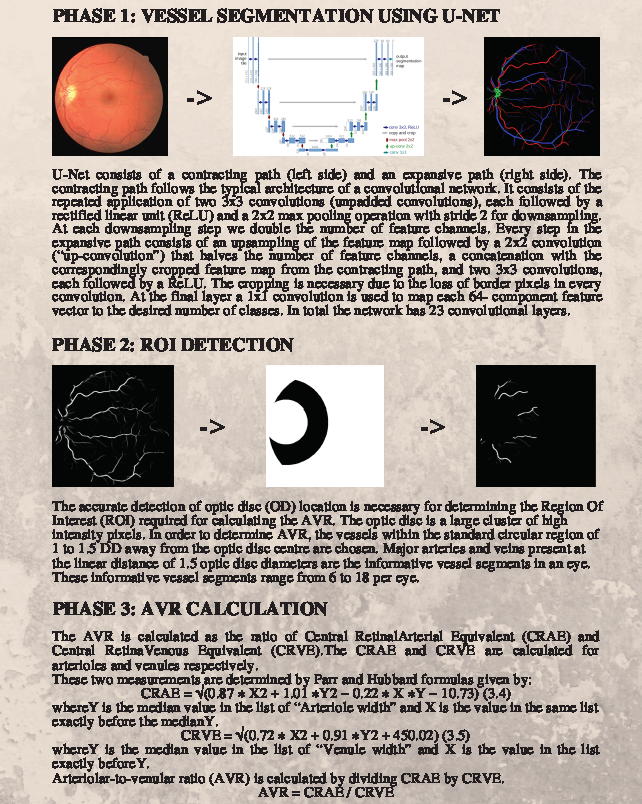 PHASE 1: VESSEL SEGMENTATION USING U-NET
input
image
tile
output
segmentation
map
conv 3x3, ReLU
copy and crop
max pool 2x2
up-conv 2x2
conv 1x1
->
->
U-Net consists of a contracting path (left side) and an expansive path (right side). The
contracting path follows the typical architecture of a convolutional network. It consists of the
repeated application of two 3x3 convolutions (unpadded convolutions), each followed by a
rectified linear unit (ReLU) and a 2x2 max pooling operation with stride 2 for downsampling.
At each downsampling step we double the number of feature channels. Every step in the
expansive path consists of an upsampling of the feature map followed by a 2x2 convolution
(“up-convolution”) that halves the number of feature channels, a concatenation with the
correspondingly cropped feature map from the contracting path, and two 3x3 convolutions,
each followed by a ReLU. The cropping is necessary due to the loss of border pixels in every
convolution. At the final layer a 1x1 convolution is used to map each 64- component feature
vector to the desired number of classes. In total the network has 23 convolutional layers.
PHASE 2: ROI DETECTION
->
->
The accurate detection of optic disc (OD) location is necessary for determining the Region Of
Interest (ROI) required for calculating the AVR. The optic disc is a large cluster of high
intensity pixels. In order to determine AVR, the vessels within the standard circular region of
1 to 1.5 DD away from the optic disc centre are chosen. Major arteries and veins present at
the linear distance of 1.5 optic disc diameters are the informative vessel segments in an eye.
These informative vessel segments range from 6 to 18 per eye.
PHASE 3: AVR CALCULATION
The AVR is calculated as the ratio of Central RetinalArterial Equivalent (CRAE) and
Central RetinaVenous Equivalent (CRVE).The CRAE and CRVE are calculated for
arterioles and venules respectively.
These two measurements are determined by Parr and Hubbard formulas given by:
CRAE = √(0.87 ∗ X2 + 1.01 ∗Y2 − 0.22 ∗ X ∗Y − 10.73) (3.4)
whereY is the median value in the list of “Arteriole width” and X is the value in the same list
exactly before the medianY.
CRVE = √(0.72 ∗ X2 + 0.91 ∗Y2 + 450.02) (3.5)
whereY is the median value in the list of “Venule width” and X is the value in the list
exactly beforeY.
Arteriolar-to-venular ratio (AVR) is calculated by dividing CRAE by CRVE.
AVR = CRAE / CRVE